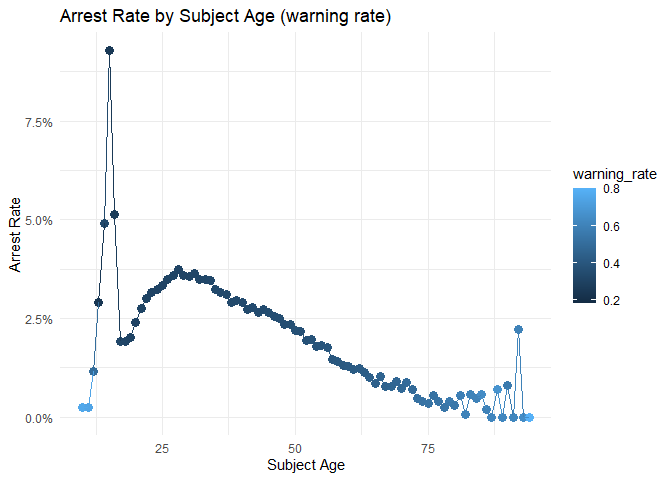 Arrest Rate by Subject Age (warning rate)
7.5%
5.0%
2.5%
0.0%
Arrest Rate
25
50
75
Subject Age
warning_rate
0.8
0.6
0.4
0.2